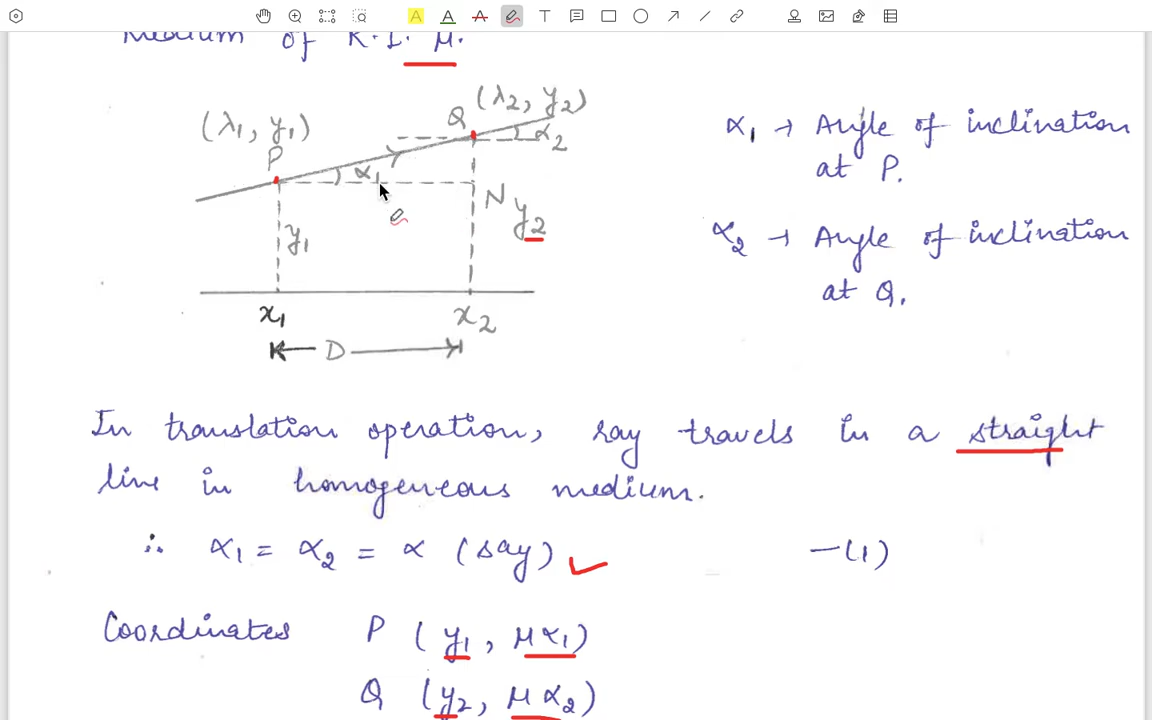 Medium of R.I. μ.
(λ1, y1)
Q (λ2, y2)
P
α1
α2
N
y1
y2
x1
x2
D
α1 → Angle of inclination
at P.
α2 → Angle of inclination
at Q.
In translation operation, ray travels in a straight
line in homogeneous medium.
∴ α1 = α2 = α (say) —(1)
Coordinates P (y1, μα1)
Q (y2, μα2)